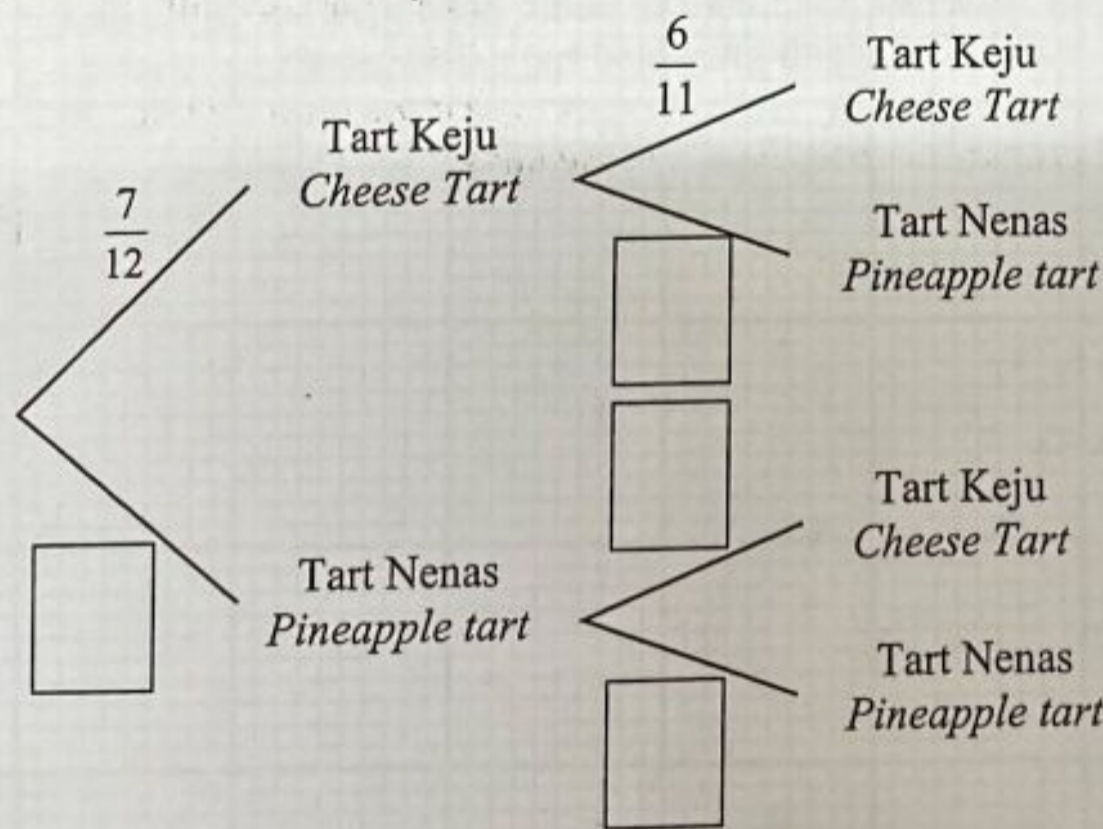 6
11
Tart Keju
Cheese Tart
Tart Keju
Cheese Tart
7
12
Tart Nenas
Pineapple tart
Tart Keju
Cheese Tart
Tart Nenas
Pineapple tart
Tart Nenas
Pineapple tart